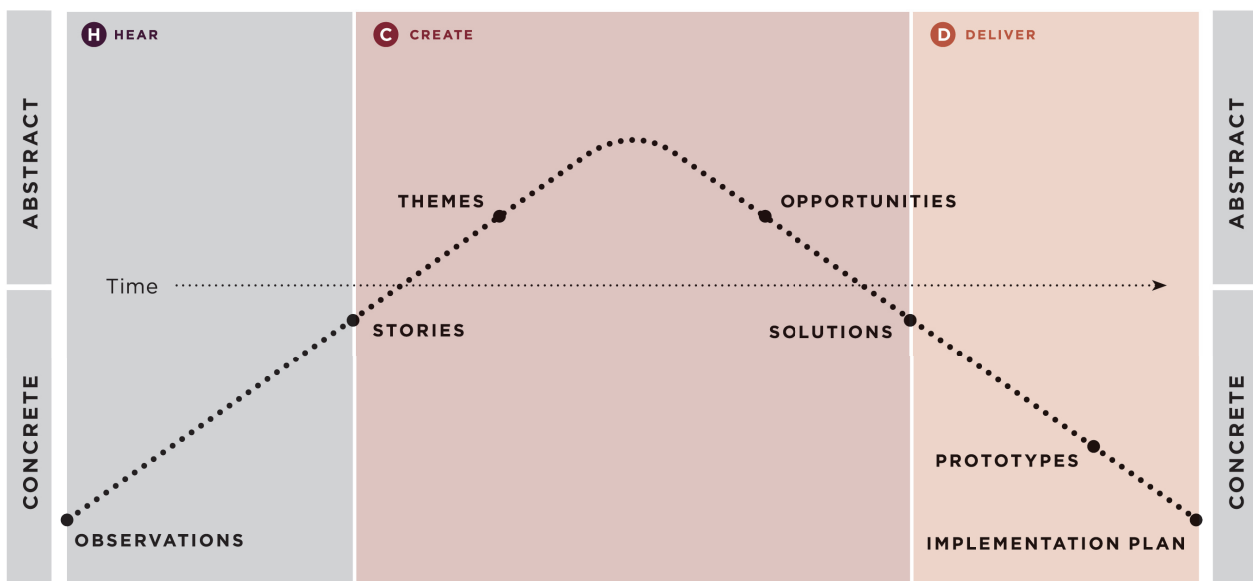 H HEAR
C CREATE
D DELIVER
ABSTRACT
ABSTRACT
THEMES
OPPORTUNITIES
Time
STORIES
SOLUTIONS
CONCRETE
CONCRETE
PROTOTYPES
OBSERVATIONS
IMPLEMENTATION PLAN